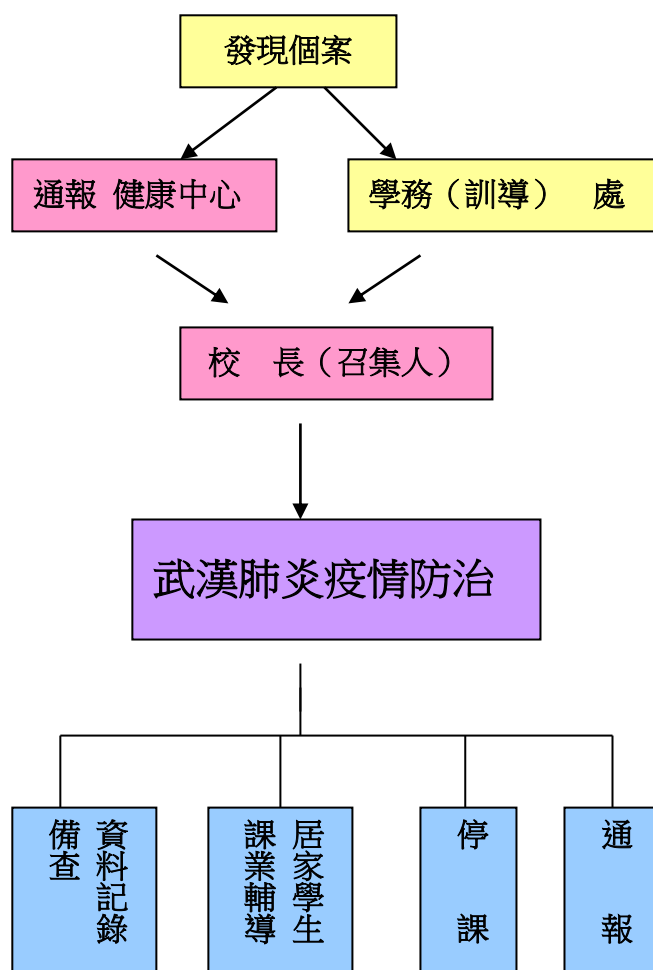 發現個案
通報 健康中心
學務（訓導） 處
校 長（召集人）
武漢肺炎疫情防治
資料記錄
備查
居家學生
課業輔導
停 課
通 報